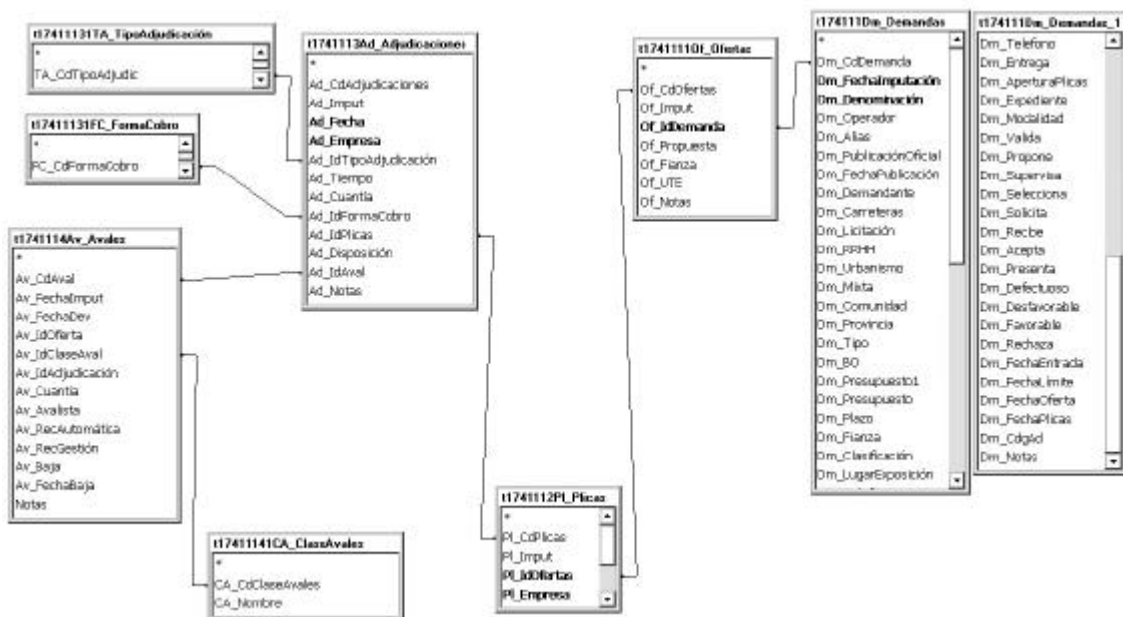 t17411131TA_TipoAdjudicación
*
TA_CdTipoAdjudic
t17411131FC_FormaCobro
*
FC_CdFormaCobro
t1741114Av_Avales
*
Av_CdAval
Av_FechaImput
Av_FechaDev
Av_IdOferta
Av_IdClaseAval
Av_IdAdjudicación
Av_Cuantía
Av_Avalista
Av_RecAutomática
Av_RecGestión
Av_Baja
Av_FechaBaja
Notas
t17411141CA_ClaseAvales
*
CA_CdClaseAvales
CA_Nombre
t1741113Ad_Adjudicaciones
*
Ad_CdAdjudicaciones
Ad_Imput
Ad_Fecha
Ad_Empresa
Ad_IdTipoAdjudicación
Ad_Tiempo
Ad_Cuantía
Ad_IdFormaCobro
Ad_IdPlicas
Ad_Disposición
Ad_IdAval
Ad_Notas
t1741112Pl_Plicas
*
Pl_CdPlicas
Pl_Imput
Pl_IdOfertas
Pl_Empresa
t1741111Of_Ofertas
*
Of_CdOfertas
Of_Imput
Of_IdDemanda
Of_Propuesta
Of_Fianza
Of_UTE
Of_Notas
t174111Dm_Demandas
*
Dm_CdDemanda
Dm_FechaImputación
Dm_Denominación
Dm_Operador
Dm_Alias
Dm_PublicaciónOficial
Dm_FechaPublicación
Dm_Demandante
Dm_Carreteras
Dm_Licitación
Dm_RRHH
Dm_Urbanismo
Dm_Mixta
Dm_Comunidad
Dm_Provincia
Dm_Tipo
Dm_BO
Dm_Presupuesto1
Dm_Presupuesto
Dm_Plazo
Dm_Fianza
Dm_Clasificación
Dm_LugarExposición
t174111Dm_Demandas_1
Dm_Telefono
Dm_Entrega
Dm_AperturaPlicas
Dm_Expediente
Dm_Modalidad
Dm_Valida
Dm_Propone
Dm_Supervisa
Dm_Selecciona
Dm_Solicita
Dm_Recibe
Dm_Acepta
Dm_Presenta
Dm_Defectuoso
Dm_Desfavorable
Dm_Favorable
Dm_Rechaza
Dm_FechaEntrada
Dm_FechaLímite
Dm_FechaOferta
Dm_FechaPlicas
Dm_CdgAd
Dm_Notas